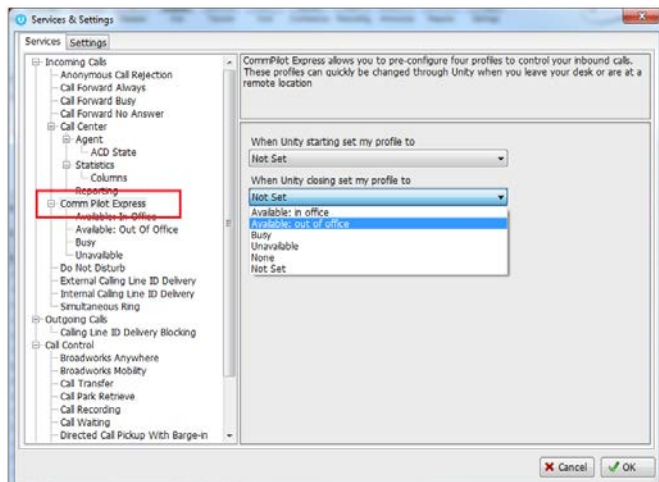 Services & Settings
Services
Settings
Incoming Calls
Anonymous Call Rejection
Call Forward Always
Call Forward Busy
Call Forward No Answer
Call Center
Agent
ACD State
Statistics
Columns
Reporting
Comm Pilot Express
Available: In Office
Available: Out Of Office
Busy
Unavailable
Do Not Disturb
External Calling Line ID Delivery
Internal Calling Line ID Delivery
Simultaneous Ring
Outgoing Calls
Calling Line ID Delivery Blocking
Call Control
Broadworks Anywhere
Broadworks Mobility
Call Transfer
Call Park Retrieve
Call Recording
Call Waiting
Directed Call Pickup With Barge-in
CommPilot Express allows you to pre-configure four profiles to control your inbound calls.
These profiles can quickly be changed through Unity when you leave your desk or are at a
remote location
When Unity starting set my profile to
Not Set
When Unity closing set my profile to
Not Set
Available: in office
Available: out of office
Busy
Unavailable
None
Not Set
Cancel
OK